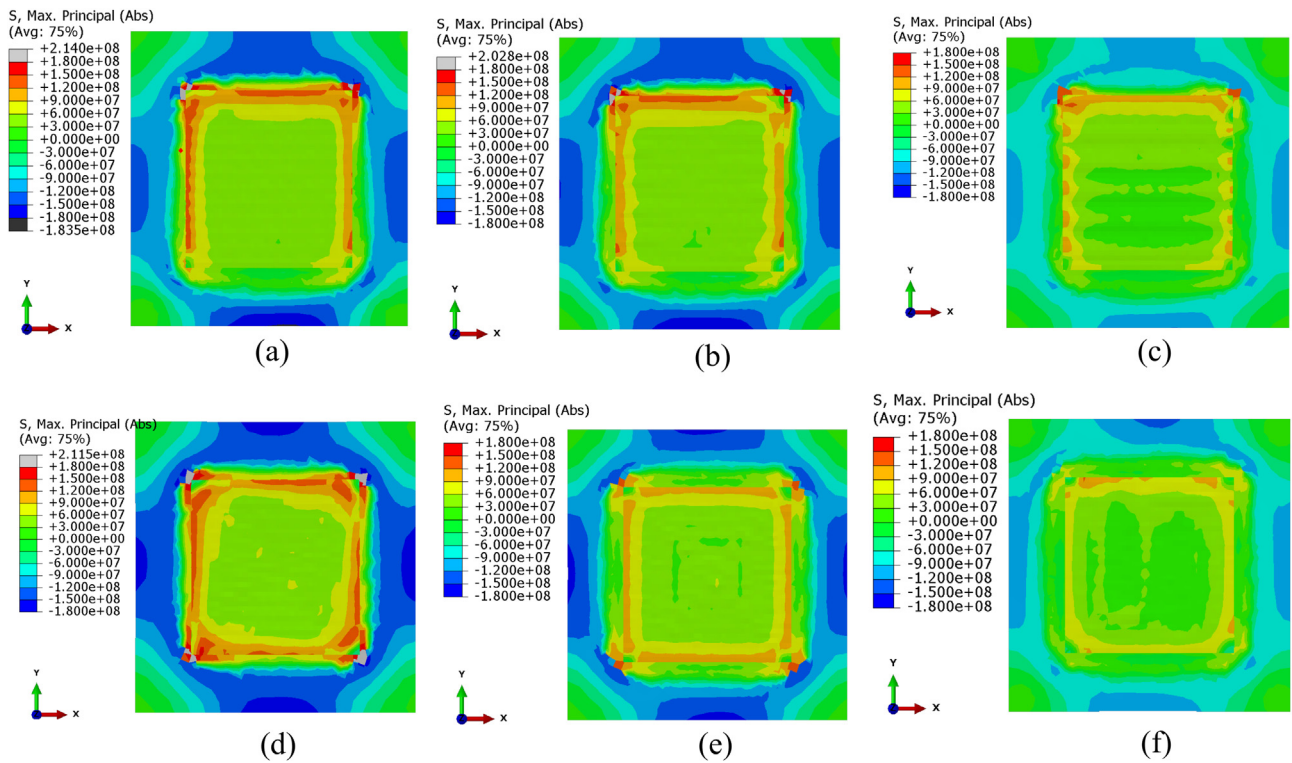 S, Max. Principal (Abs)
(Avg: 75%)
+2.140e+08
+1.800e+08
+1.500e+08
+1.200e+08
+9.000e+07
+6.000e+07
+3.000e+07
+0.000e+00
-3.000e+07
-6.000e+07
-9.000e+07
-1.200e+08
-1.500e+08
-1.800e+08
-1.835e+08
Y
X
(a)
S, Max. Principal (Abs)
(Avg: 75%)
+2.028e+08
+1.800e+08
+1.500e+08
+1.200e+08
+9.000e+07
+6.000e+07
+3.000e+07
+0.000e+00
-3.000e+07
-6.000e+07
-9.000e+07
-1.200e+08
-1.500e+08
-1.800e+08
Y
X
(b)
S, Max. Principal (Abs)
(Avg: 75%)
+1.800e+08
+1.500e+08
+1.200e+08
+9.000e+07
+6.000e+07
+3.000e+07
+0.000e+00
-3.000e+07
-6.000e+07
-9.000e+07
-1.200e+08
-1.500e+08
-1.800e+08
Y
X
(c)
S, Max. Principal (Abs)
(Avg: 75%)
+2.115e+08
+1.800e+08
+1.500e+08
+1.200e+08
+9.000e+07
+6.000e+07
+3.000e+07
+0.000e+00
-3.000e+07
-6.000e+07
-9.000e+07
-1.200e+08
-1.500e+08
-1.800e+08
Y
X
(d)
S, Max. Principal (Abs)
(Avg: 75%)
+1.800e+08
+1.500e+08
+1.200e+08
+9.000e+07
+6.000e+07
+3.000e+07
+0.000e+00
-3.000e+07
-6.000e+07
-9.000e+07
-1.200e+08
-1.500e+08
-1.800e+08
Y
X
(e)
S, Max. Principal (Abs)
(Avg: 75%)
+1.800e+08
+1.500e+08
+1.200e+08
+9.000e+07
+6.000e+07
+3.000e+07
+0.000e+00
-3.000e+07
-6.000e+07
-9.000e+07
-1.200e+08
-1.500e+08
-1.800e+08
Y
X
(f)